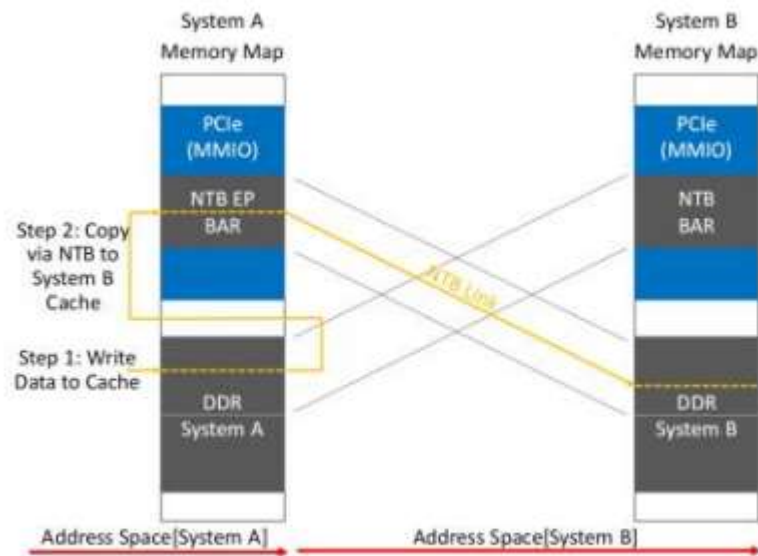 System A
Memory Map
System B
Memory Map
PCIe
(MMIO)
PCIe
(MMIO)
NTB EP
BAR
NTB
BAR
Step 2: Copy
via NTB to
System B
Cache
NTB Link
Step 1: Write
Data to Cache
DDR
System A
DDR
System B
Address Space[System A]
Address Space[System B]